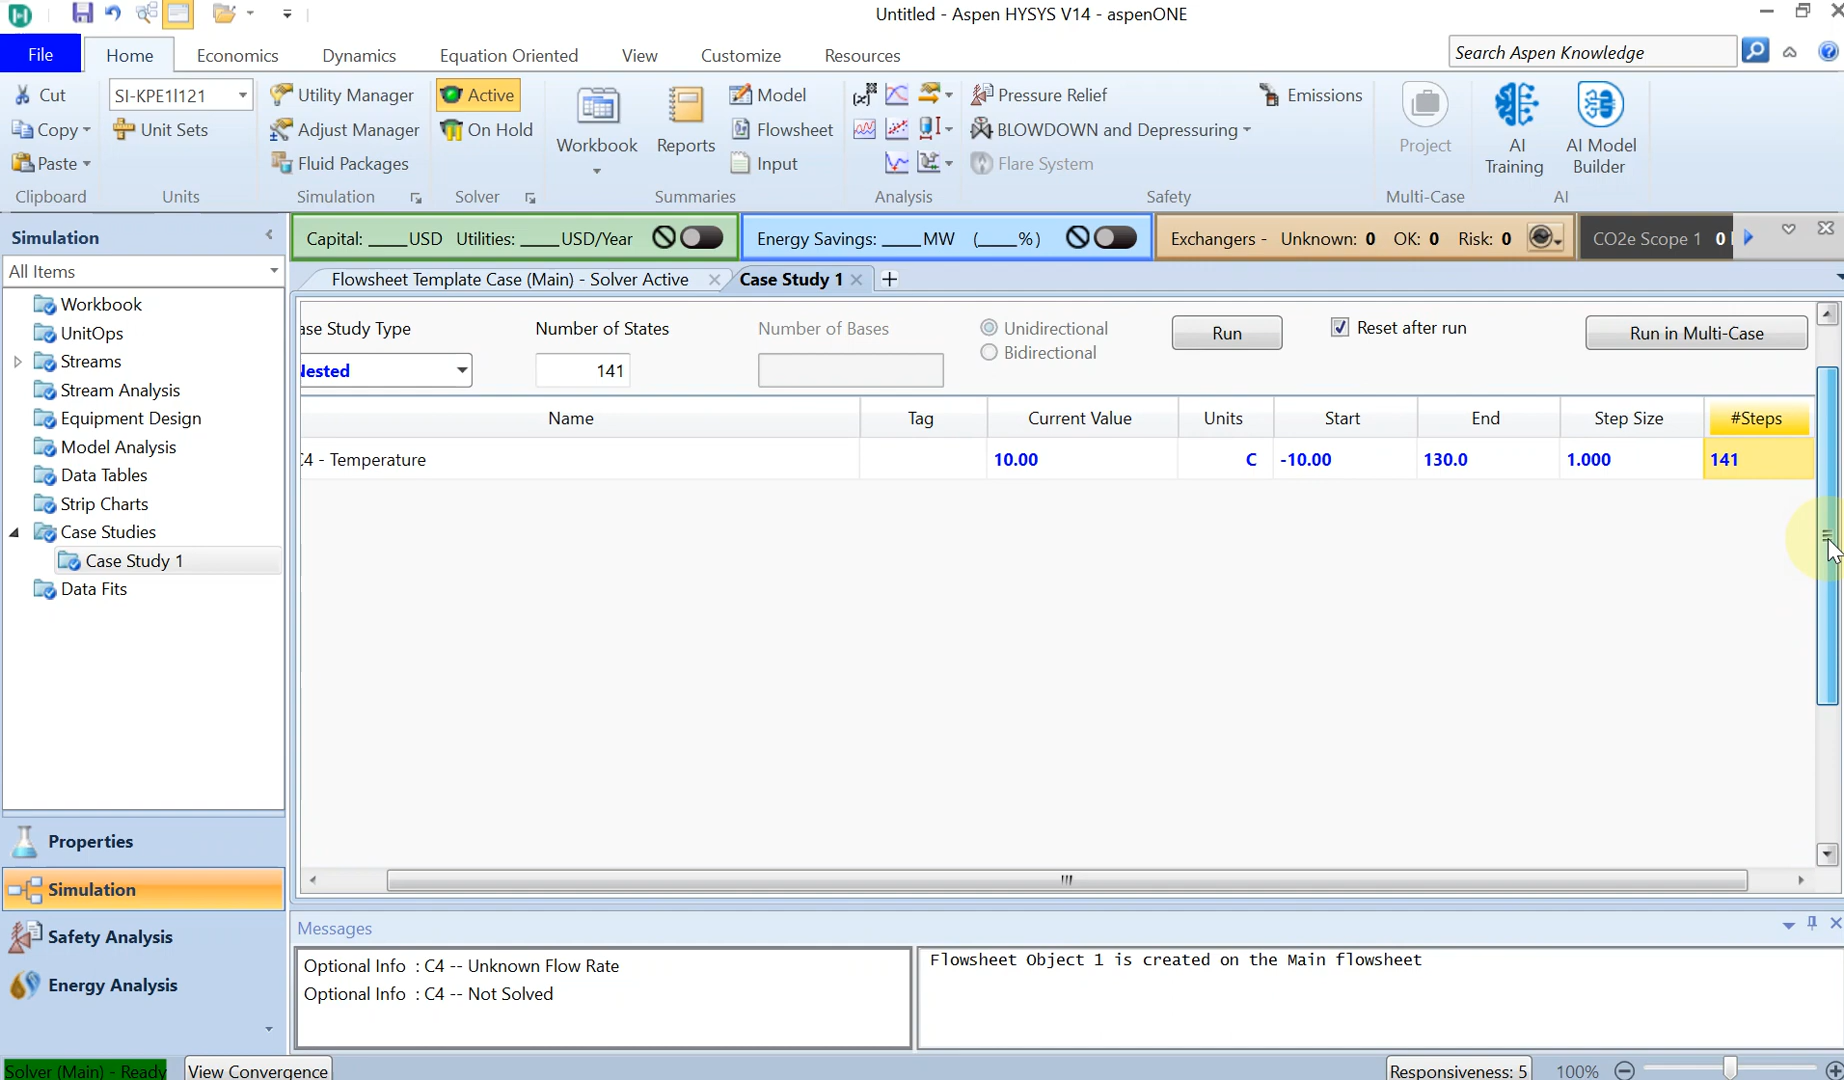 Untitled - Aspen HYSYS V14 - aspenONE
File Home Economics Dynamics Equation Oriented View Customize Resources Search Aspen Knowledge
Cut SI-KPE1I121 Utility Manager Active Model Pressure Relief Emissions
Copy Unit Sets Adjust Manager On Hold Workbook Reports Flowsheet BLOWDOWN and Depressuring Project AI Training AI Model Builder
Paste Fluid Packages Input Flare System
Clipboard Units Simulation Solver Summaries Analysis Safety Multi-Case AI
Simulation Capital: ____USD Utilities: ____USD/Year Energy Savings: ____MW (____%) Exchangers - Unknown: 0 OK: 0 Risk: 0 CO2e Scope 1 0
All Items Flowsheet Template Case (Main) - Solver Active Case Study 1
Workbook
UnitOps
Streams
Stream Analysis
Equipment Design
Model Analysis
Data Tables
Strip Charts
Case Studies
Case Study 1
Data Fits
ase Study Type Number of States Number of Bases Unidirectional Run Reset after run Run in Multi-Case
Bidirectional
Nested 141
Name Tag Current Value Units Start End Step Size #Steps
C4 - Temperature 10.00 C -10.00 130.0 1.000 141
Properties
Simulation
Safety Analysis
Energy Analysis
Messages
Optional Info : C4 -- Unknown Flow Rate
Optional Info : C4 -- Not Solved
Flowsheet Object 1 is created on the Main flowsheet
Solver (Main) - Ready View Convergence Responsiveness: 5 100%